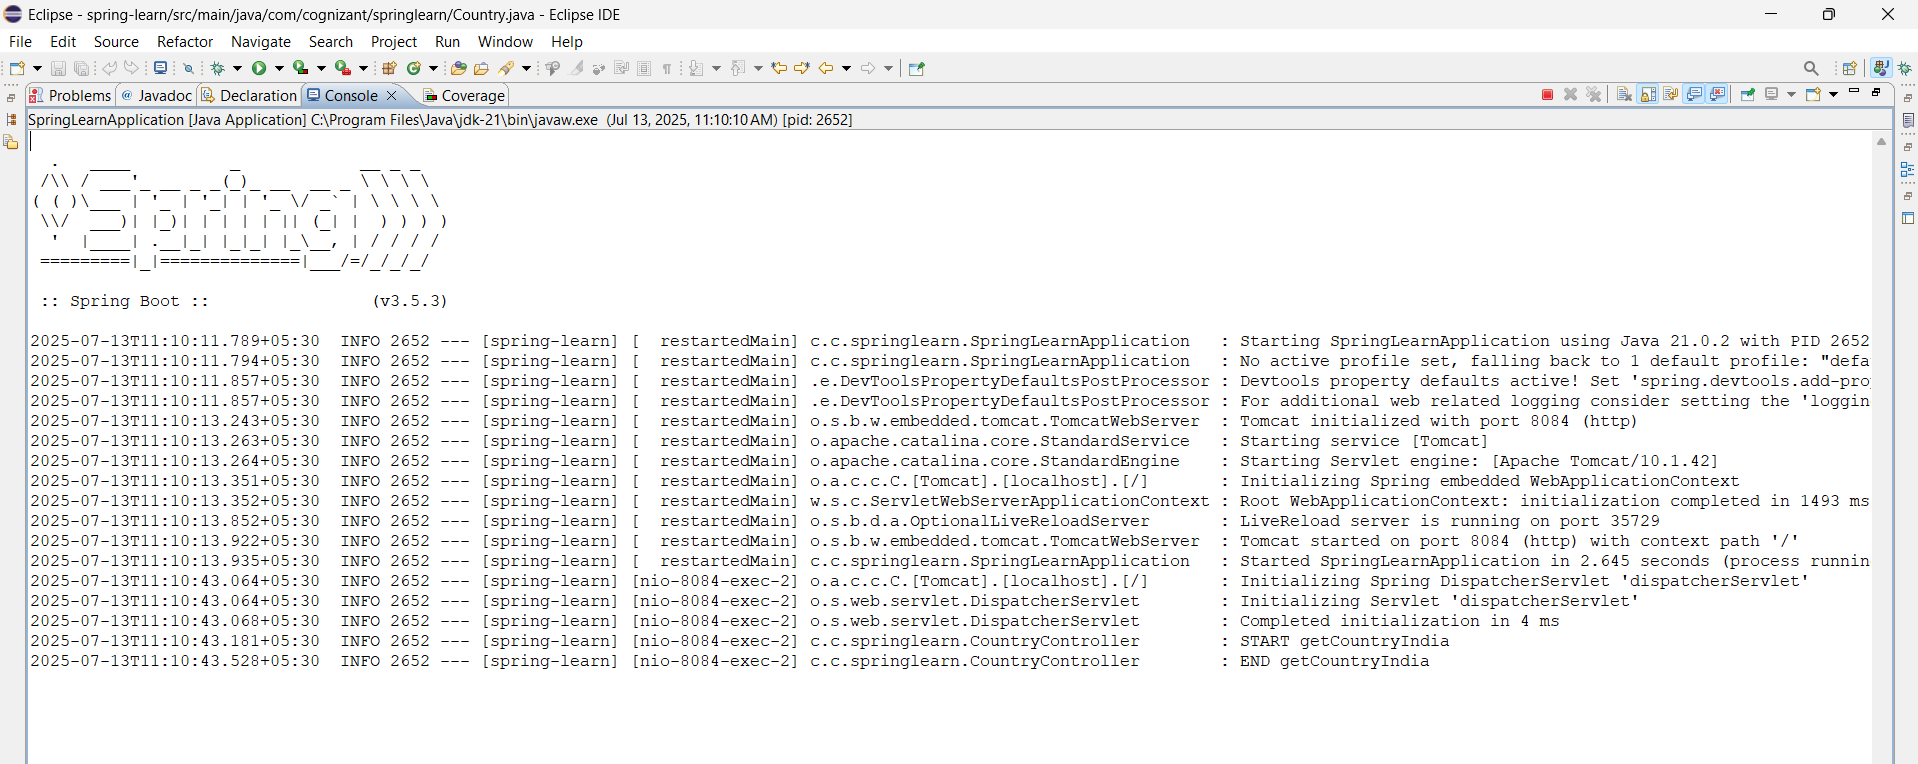 Eclipse - spring-learn/src/main/java/com/cognizant/springlearn/Country.java - Eclipse IDE
File Edit Source Refactor Navigate Search Project Run Window Help
Problems Javadoc Declaration Console Coverage
SpringLearnApplication [Java Application] C:\Program Files\Java\jdk-21\bin\javaw.exe (Jul 13, 2025, 11:10:10 AM) [pid: 2652]
  .   ____          _            __ _ _
 /\\ / ___'_ __ _ _(_)_ __  __ _ \ \ \ \
( ( )\___ | '_ | '_| | '_ \/ _` | \ \ \ \
 \\/  ___)| |_)| | | | | || (_| |  ) ) ) )
  '  |____| .__|_| |_|_| |_\__, | / / / /
 =========|_|==============|___/=/_/_/_/
 :: Spring Boot ::                (v3.5.3)
2025-07-13T11:10:11.789+05:30  INFO 2652 --- [spring-learn] [  restartedMain] c.c.springlearn.SpringLearnApplication   : Starting SpringLearnApplication using Java 21.0.2 with PID 2652
2025-07-13T11:10:11.794+05:30  INFO 2652 --- [spring-learn] [  restartedMain] c.c.springlearn.SpringLearnApplication   : No active profile set, falling back to 1 default profile: "defa
2025-07-13T11:10:11.857+05:30  INFO 2652 --- [spring-learn] [  restartedMain] .e.DevToolsPropertyDefaultsPostProcessor : Devtools property defaults active! Set 'spring.devtools.add-pro
2025-07-13T11:10:11.857+05:30  INFO 2652 --- [spring-learn] [  restartedMain] .e.DevToolsPropertyDefaultsPostProcessor : For additional web related logging consider setting the 'loggin
2025-07-13T11:10:13.243+05:30  INFO 2652 --- [spring-learn] [  restartedMain] o.s.b.w.embedded.tomcat.TomcatWebServer  : Tomcat initialized with port 8084 (http)
2025-07-13T11:10:13.263+05:30  INFO 2652 --- [spring-learn] [  restartedMain] o.apache.catalina.core.StandardService   : Starting service [Tomcat]
2025-07-13T11:10:13.264+05:30  INFO 2652 --- [spring-learn] [  restartedMain] o.apache.catalina.core.StandardEngine    : Starting Servlet engine: [Apache Tomcat/10.1.42]
2025-07-13T11:10:13.351+05:30  INFO 2652 --- [spring-learn] [  restartedMain] o.a.c.c.C.[Tomcat].[localhost].[/]       : Initializing Spring embedded WebApplicationContext
2025-07-13T11:10:13.352+05:30  INFO 2652 --- [spring-learn] [  restartedMain] w.s.c.ServletWebServerApplicationContext : Root WebApplicationContext: initialization completed in 1493 ms
2025-07-13T11:10:13.852+05:30  INFO 2652 --- [spring-learn] [  restartedMain] o.s.b.d.a.OptionalLiveReloadServer       : LiveReload server is running on port 35729
2025-07-13T11:10:13.922+05:30  INFO 2652 --- [spring-learn] [  restartedMain] o.s.b.w.embedded.tomcat.TomcatWebServer  : Tomcat started on port 8084 (http) with context path '/'
2025-07-13T11:10:13.935+05:30  INFO 2652 --- [spring-learn] [  restartedMain] c.c.springlearn.SpringLearnApplication   : Started SpringLearnApplication in 2.645 seconds (process runnin
2025-07-13T11:10:43.064+05:30  INFO 2652 --- [spring-learn] [nio-8084-exec-2] o.a.c.c.C.[Tomcat].[localhost].[/]       : Initializing Spring DispatcherServlet 'dispatcherServlet'
2025-07-13T11:10:43.064+05:30  INFO 2652 --- [spring-learn] [nio-8084-exec-2] o.s.web.servlet.DispatcherServlet        : Initializing Servlet 'dispatcherServlet'
2025-07-13T11:10:43.068+05:30  INFO 2652 --- [spring-learn] [nio-8084-exec-2] o.s.web.servlet.DispatcherServlet        : Completed initialization in 4 ms
2025-07-13T11:10:43.181+05:30  INFO 2652 --- [spring-learn] [nio-8084-exec-2] c.c.springlearn.CountryController        : START getCountryIndia
2025-07-13T11:10:43.528+05:30  INFO 2652 --- [spring-learn] [nio-8084-exec-2] c.c.springlearn.CountryController        : END getCountryIndia